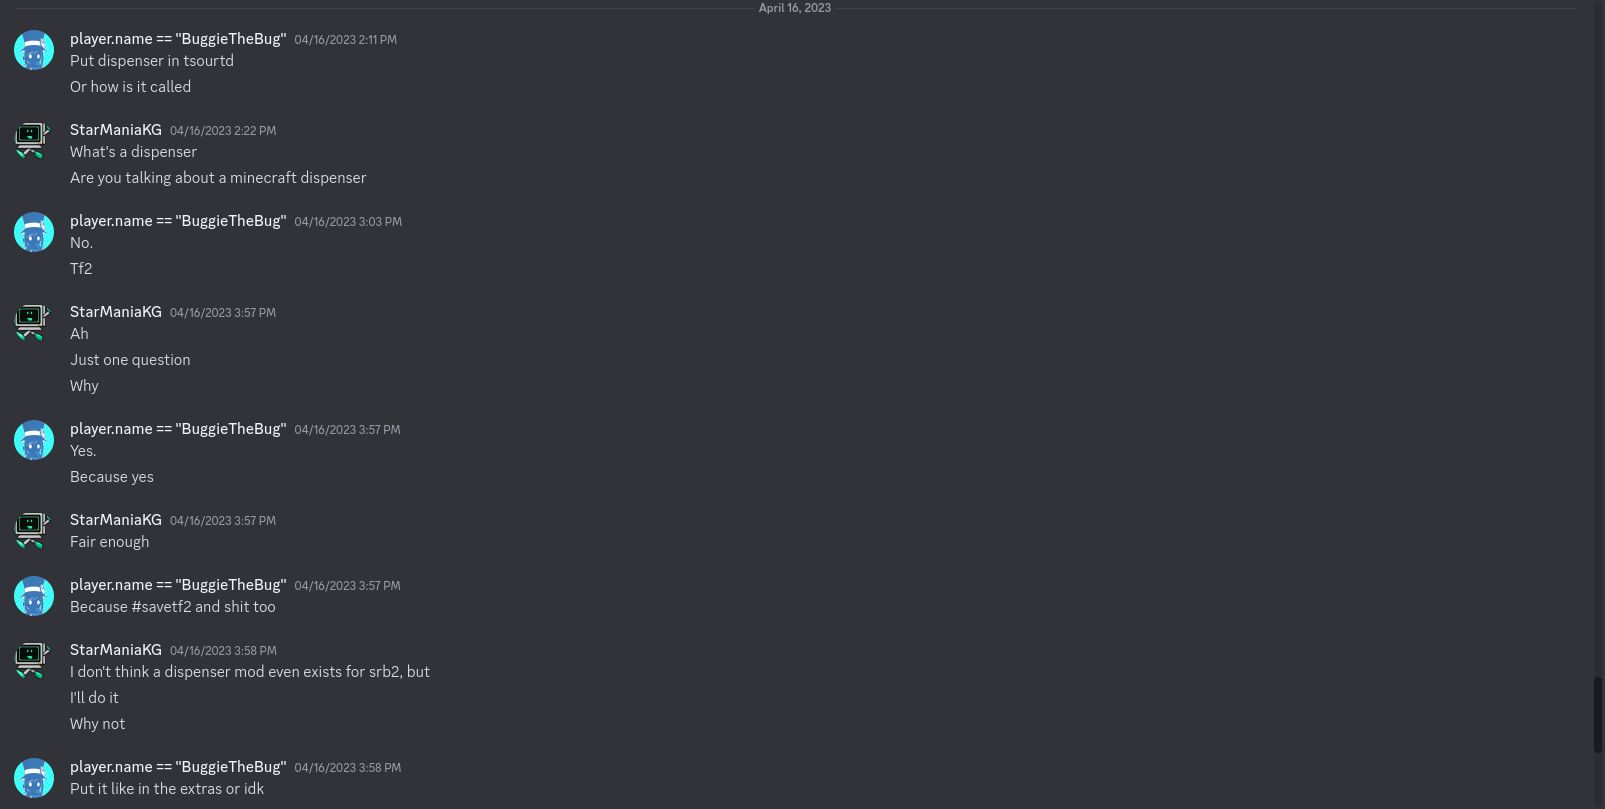 April 16, 2023
player.name == "BuggieTheBug" 04/16/2023 2:11 PM
Put dispenser in tsourtd
Or how is it called
StarManiaKG 04/16/2023 2:22 PM
What's a dispenser
Are you talking about a minecraft dispenser
player.name == "BuggieTheBug" 04/16/2023 3:03 PM
No.
Tf2
StarManiaKG 04/16/2023 3:57 PM
Ah
Just one question
Why
player.name == "BuggieTheBug" 04/16/2023 3:57 PM
Yes.
Because yes
StarManiaKG 04/16/2023 3:57 PM
Fair enough
player.name == "BuggieTheBug" 04/16/2023 3:57 PM
Because #savetf2 and shit too
StarManiaKG 04/16/2023 3:58 PM
I don't think a dispenser mod even exists for srb2, but
I'll do it
Why not
player.name == "BuggieTheBug" 04/16/2023 3:58 PM
Put it like in the extras or idk